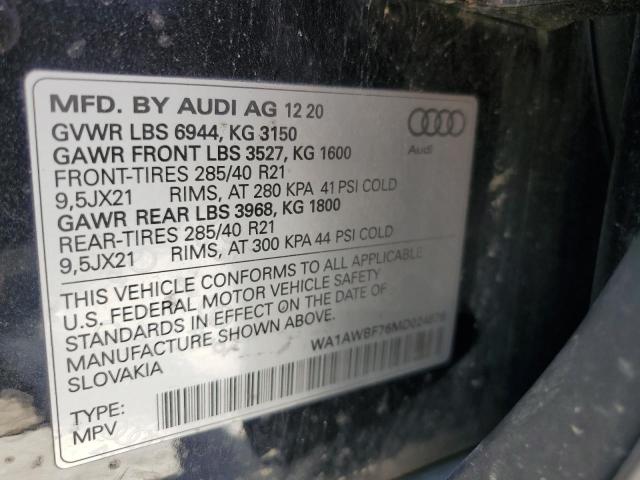 MFD. BY AUDI AG 12 20
GVWR LBS 6944, KG 3150
GAWR FRONT LBS 3527, KG 1600
FRONT-TIRES 285/40 R21
9,5JX21 RIMS, AT 280 KPA 41 PSI COLD
GAWR REAR LBS 3968, KG 1800
REAR-TIRES 285/40 R21
9,5JX21 RIMS, AT 300 KPA 44 PSI COLD
Audi
THIS VEHICLE CONFORMS TO ALL APPLICABLE
U.S. FEDERAL MOTOR VEHICLE SAFETY
STANDARDS IN EFFECT ON THE DATE OF
MANUFACTURE SHOWN ABOVE.
SLOVAKIA
TYPE:
MPV